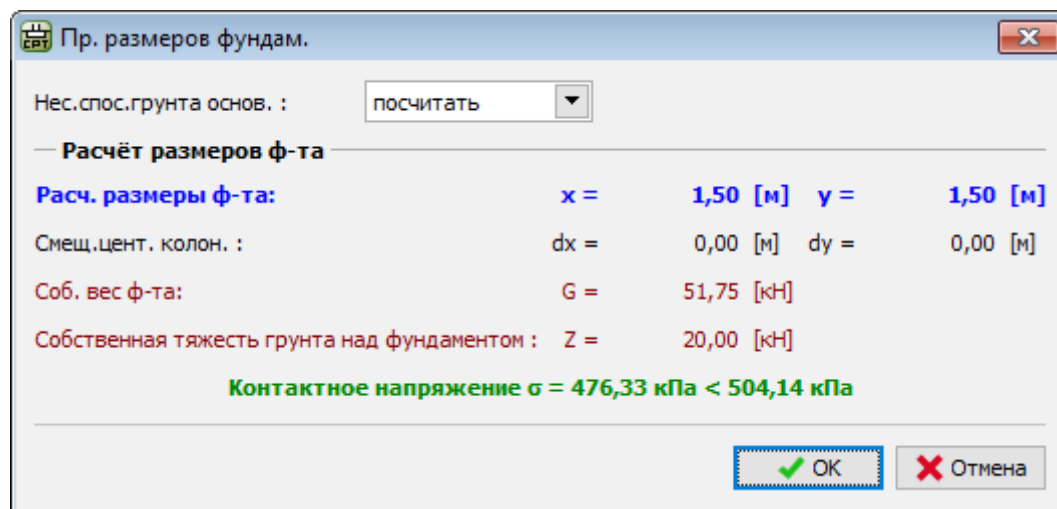 CPT Пр. размеров фундам.
Нес.спос.грунта основ. : посчитать
Расчёт размеров ф-та
Расч. размеры ф-та: x = 1,50 [м] y = 1,50 [м]
Смещ.цент. колон. : dx = 0,00 [м] dy = 0,00 [м]
Соб. вес ф-та: G = 51,75 [кН]
Собственная тяжесть грунта над фундаментом : Z = 20,00 [кН]
Контактное напряжение σ = 476,33 кПа < 504,14 кПа
OK Отмена